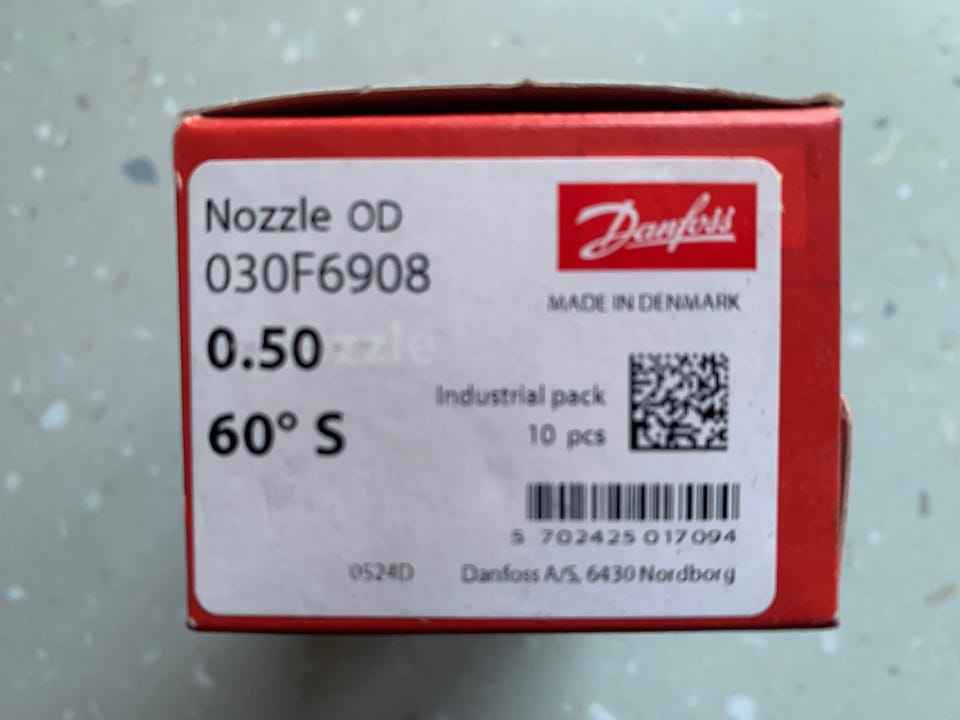 Nozzle OD
030F6908
Danfoss
MADE IN DENMARK
0.50
60° S
Industrial pack
10 pcs
5 702425 017094
0524D
Danfoss A/S, 6430 Nordborg